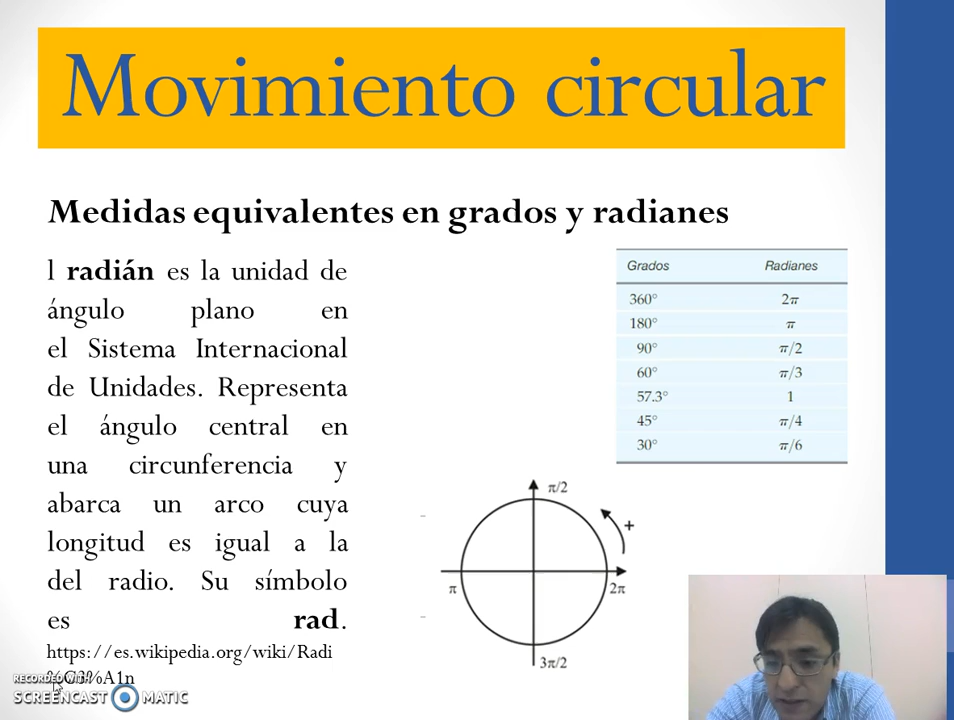 Movimiento circular
Medidas equivalentes en grados y radianes
l radián es la unidad de
ángulo plano en
el Sistema Internacional
de Unidades. Representa
el ángulo central en
una circunferencia y
abarca un arco cuya
longitud es igual a la
del radio. Su símbolo
es rad.
https://es.wikipedia.org/wiki/Radi
%C3%A1n
Grados Radianes
360° 2π
180° π
90° π/2
60° π/3
57.3° 1
45° π/4
30° π/6
π/2
+
π
2π
3π/2
RECORDED WITH
SCREENCAST MATIC